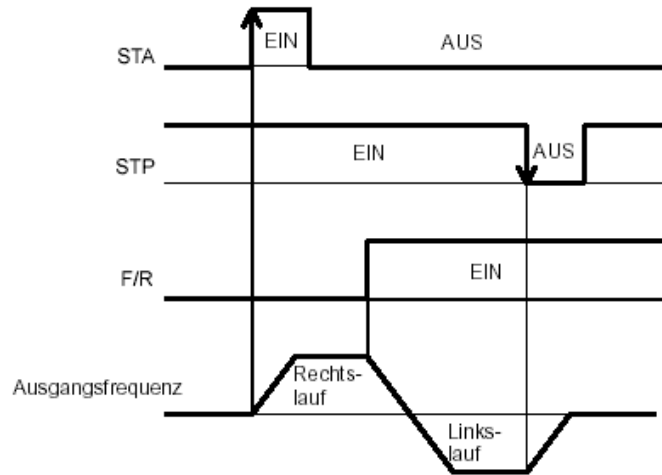 STA
EIN
AUS
STP
EIN
AUS
F/R
EIN
Ausgangsfrequenz
Rechts-
lauf
Links-
lauf